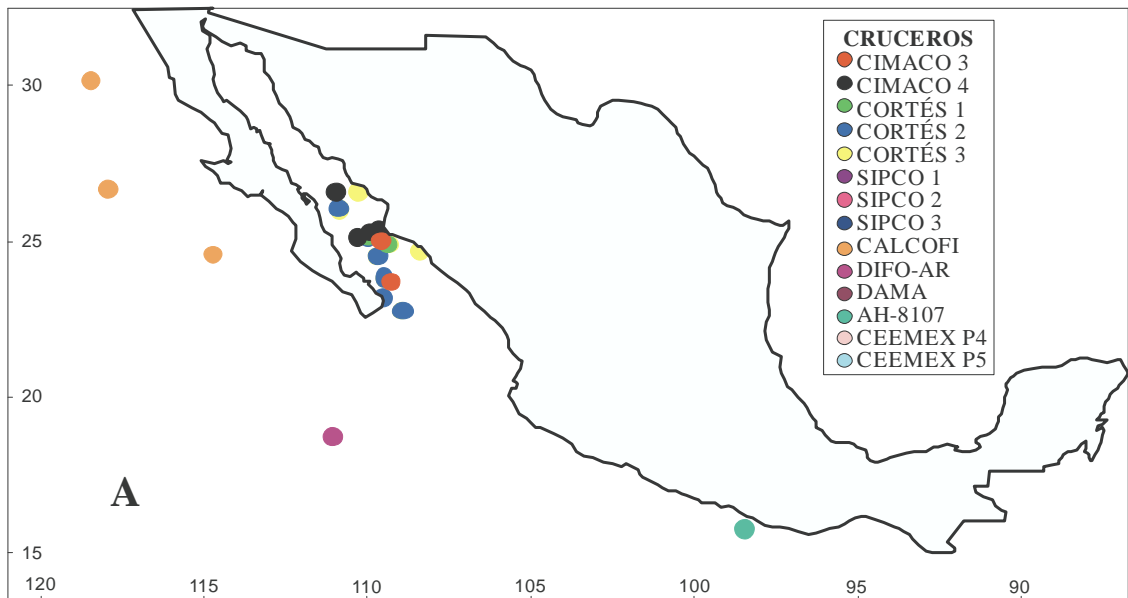 CRUCEROS
CIMACO 3
CIMACO 4
CORTÉS 1
CORTÉS 2
CORTÉS 3
SIPCO 1
SIPCO 2
SIPCO 3
CALCOFI
DIFO-AR
DAMA
AH-8107
CEEMEX P4
CEEMEX P5
30
25
20
15
A
120 115 110 105 100 95 90